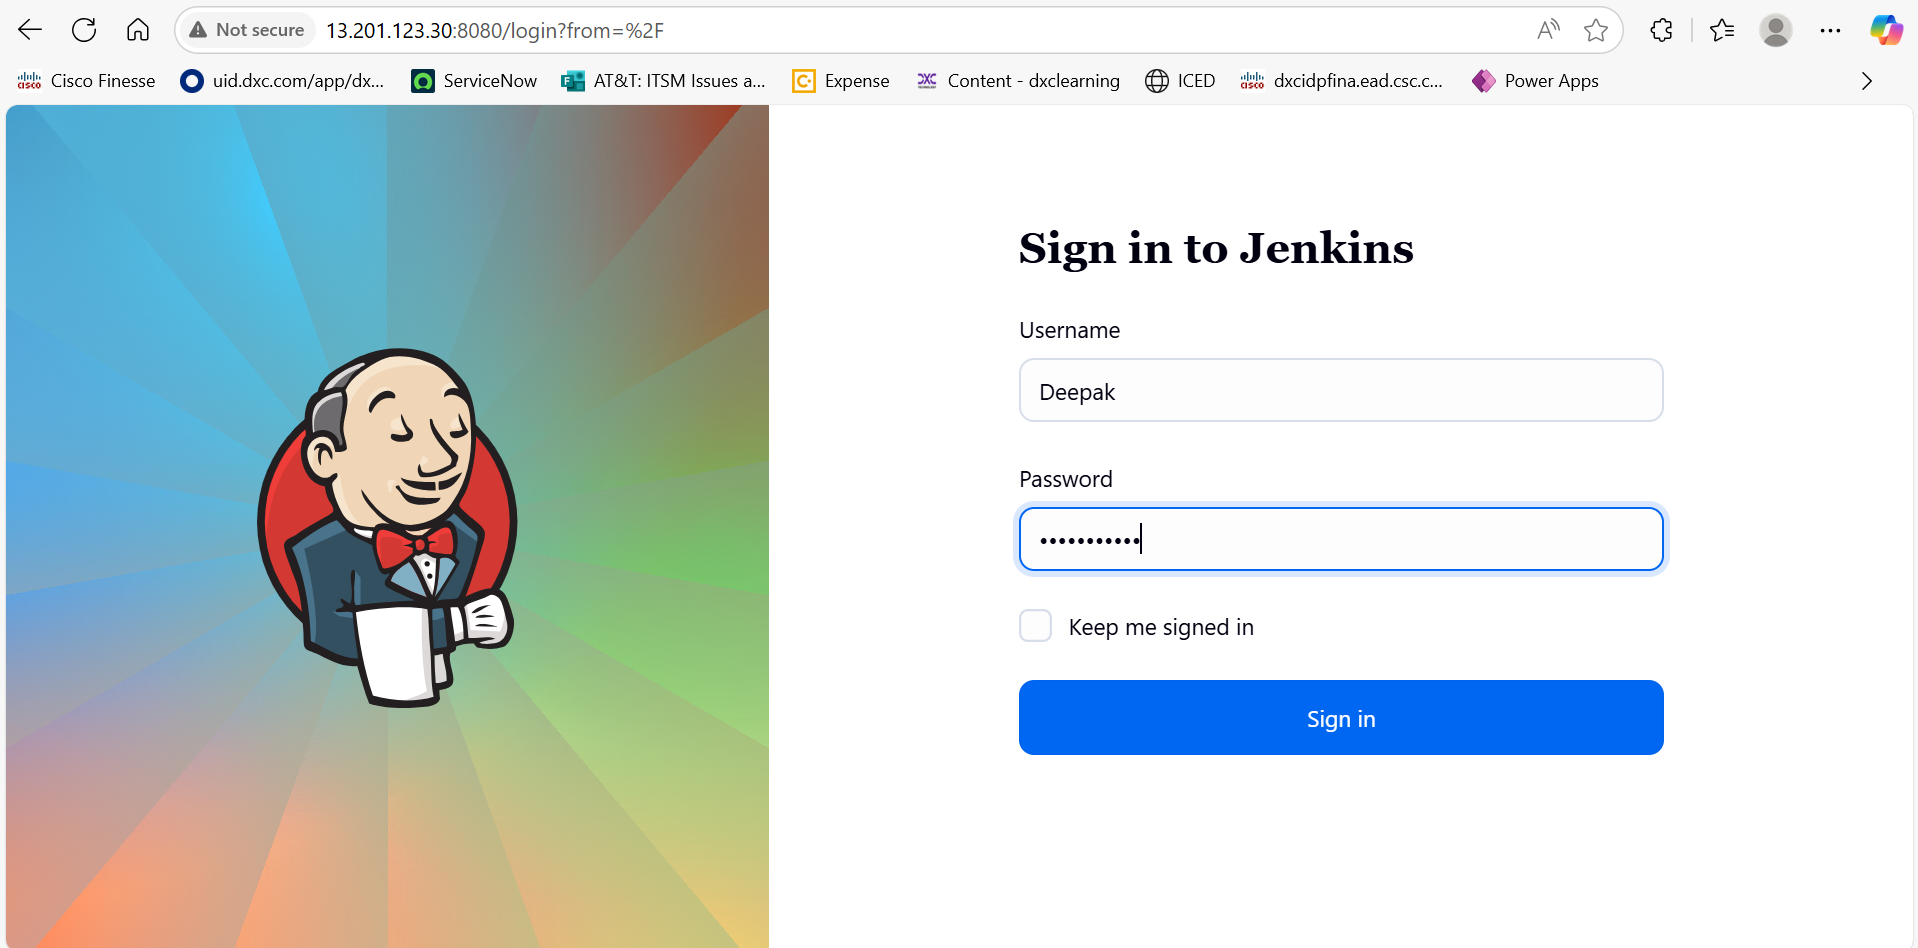 Not secure 13.201.123.30:8080/login?from=%2F
Cisco Finesse uid.dxc.com/app/dx... ServiceNow AT&T: ITSM Issues a... Expense Content - dxclearning ICED dxcidpfina.ead.csc.c... Power Apps
Sign in to Jenkins
Username
Deepak
Password
•••••••••••
Keep me signed in
Sign in